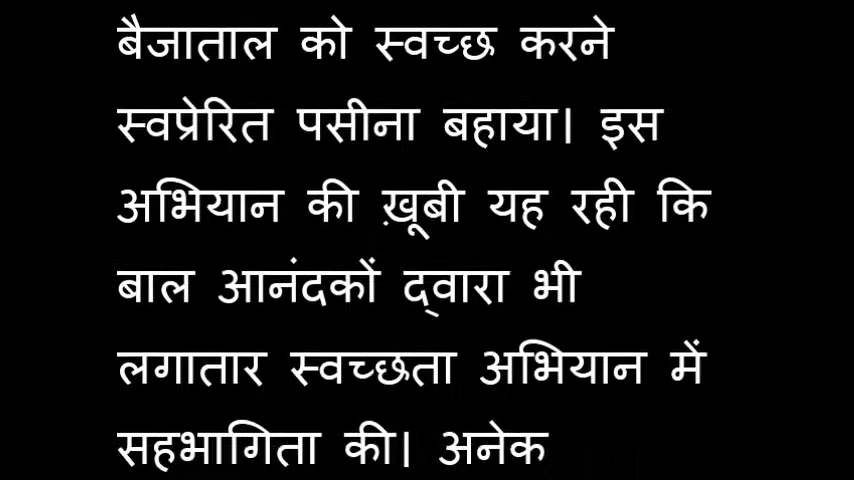 बैजाताल को स्वच्छ करने
स्वप्रेरित पसीना बहाया। इस
अभियान की ख़ूबी यह रही कि
बाल आनंदकों द्वारा भी
लगातार स्वच्छता अभियान में
सहभागिता की। अनेक